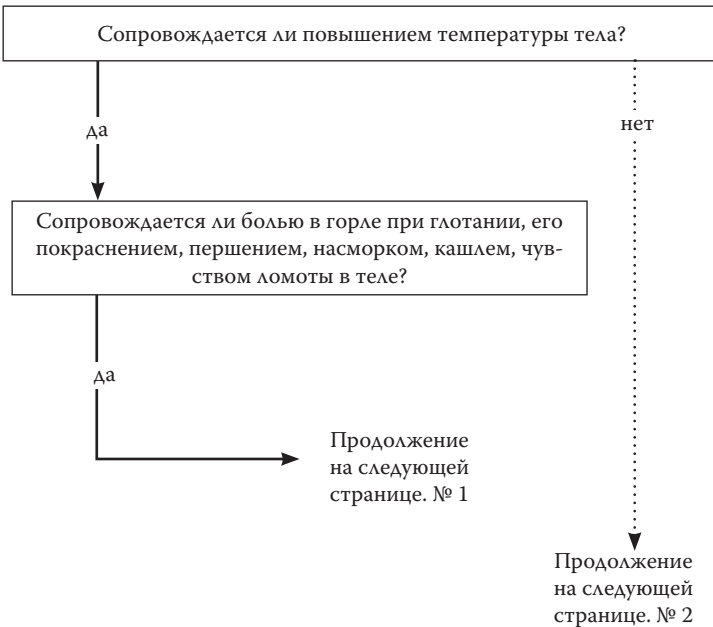 Сопровождается ли повышением температуры тела?
да
нет
Сопровождается ли болью в горле при глотании, его
покраснением, першением, насморком, кашлем, чув-
ством ломоты в теле?
да
Продолжение
на следующей
странице. № 1
Продолжение
на следующей
странице. № 2